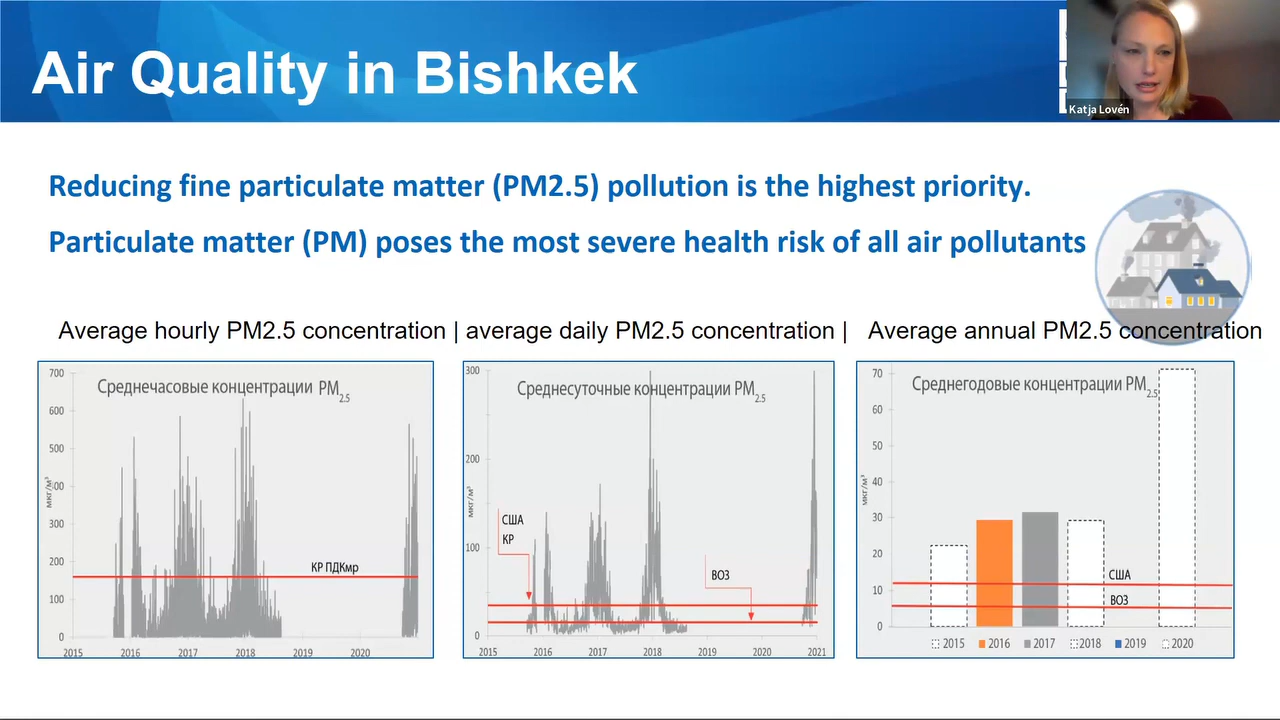 Air Quality in Bishkek
Katja Lovén
Reducing fine particulate matter (PM2.5) pollution is the highest priority.
Particulate matter (PM) poses the most severe health risk of all air pollutants
Average hourly PM2.5 concentration | average daily PM2.5 concentration | Average annual PM2.5 concentration
Среднечасовые концентрации PM2.5
700
600
500
400
300
200
100
0
мкг/м³
КР ПДКмр
2015 2016 2017 2018 2019 2020
Среднесуточные концентрации PM2.5
300
200
100
0
мкг/м³
США
КР
ВОЗ
2015 2016 2017 2018 2019 2020 2021
Среднегодовые концентрации PM2.5
70
60
50
40
30
20
10
0
мкг/м³
США
ВОЗ
2015 2016 2017 2018 2019 2020